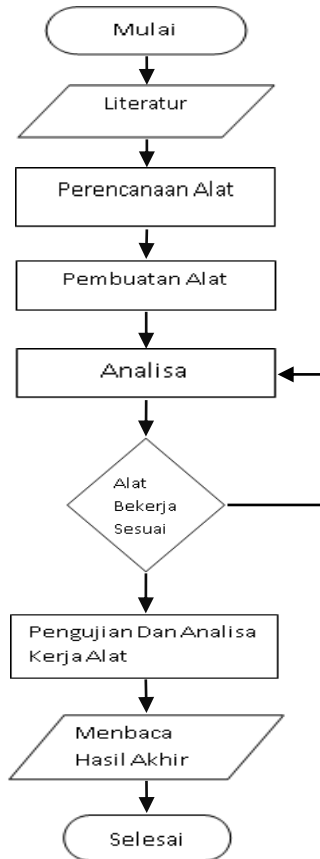 Mulai
Literatur
Perencanaan Alat
Pembuatan Alat
Analisa
Alat
Bekerja
Sesuai
Pengujian Dan Analisa
Kerja Alat
Menbaca
Hasil Akhir
Selesai